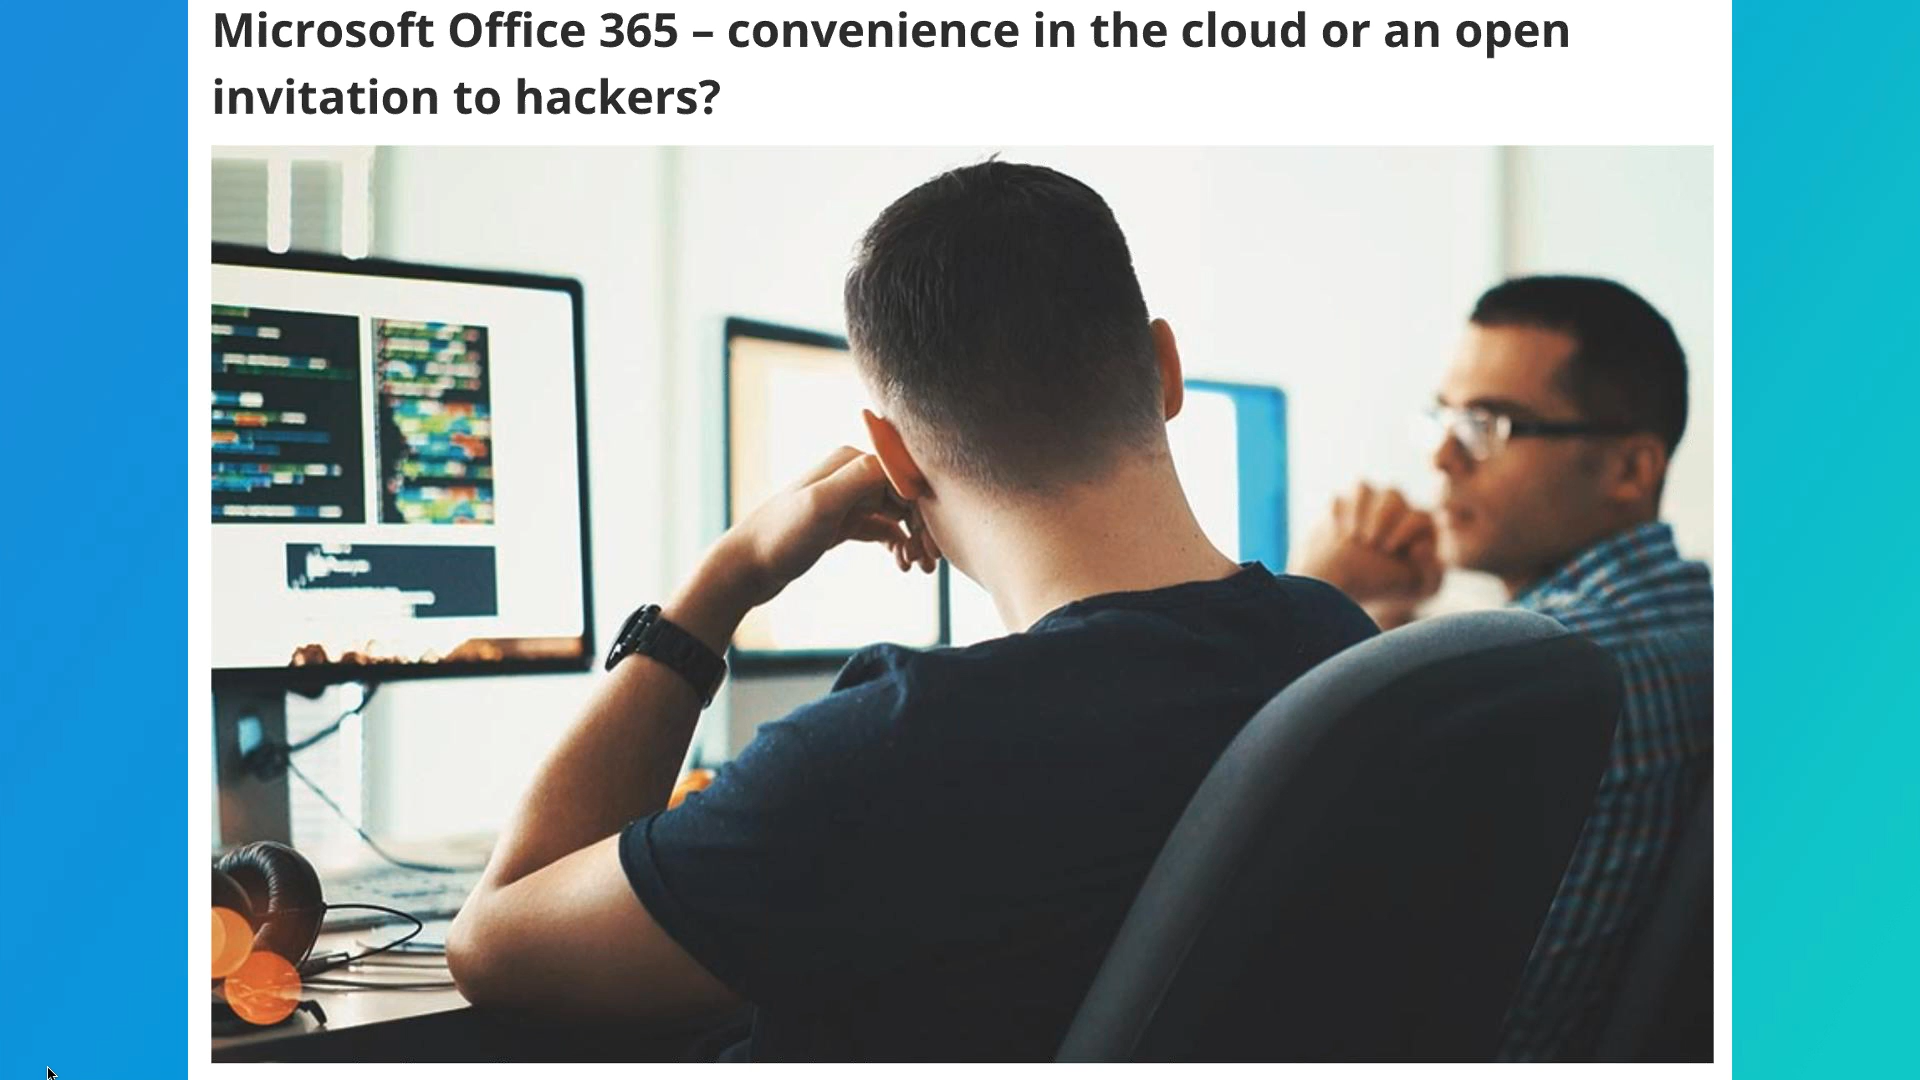 Microsoft Office 365 – convenience in the cloud or an open
invitation to hackers?